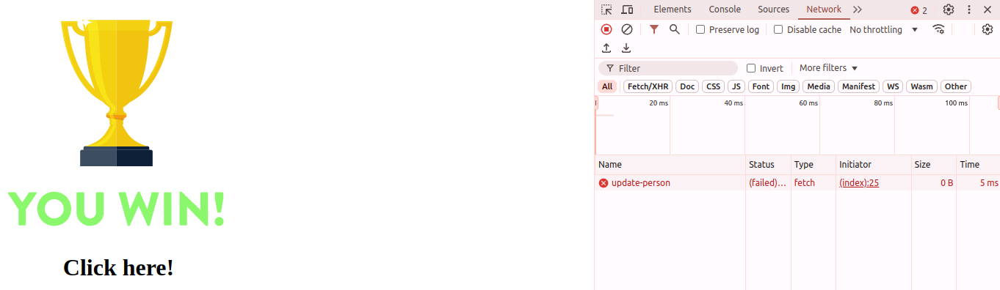 YOU WIN!
Click here!
Elements Console Sources Network 2
Preserve log Disable cache No throttling
Filter Invert More filters
All Fetch/XHR Doc CSS JS Font Img Media Manifest WS Wasm Other
20 ms 40 ms 60 ms 80 ms 100 ms
Name Status Type Initiator Size Time
update-person (failed)... fetch (index):25 0 B 5 ms